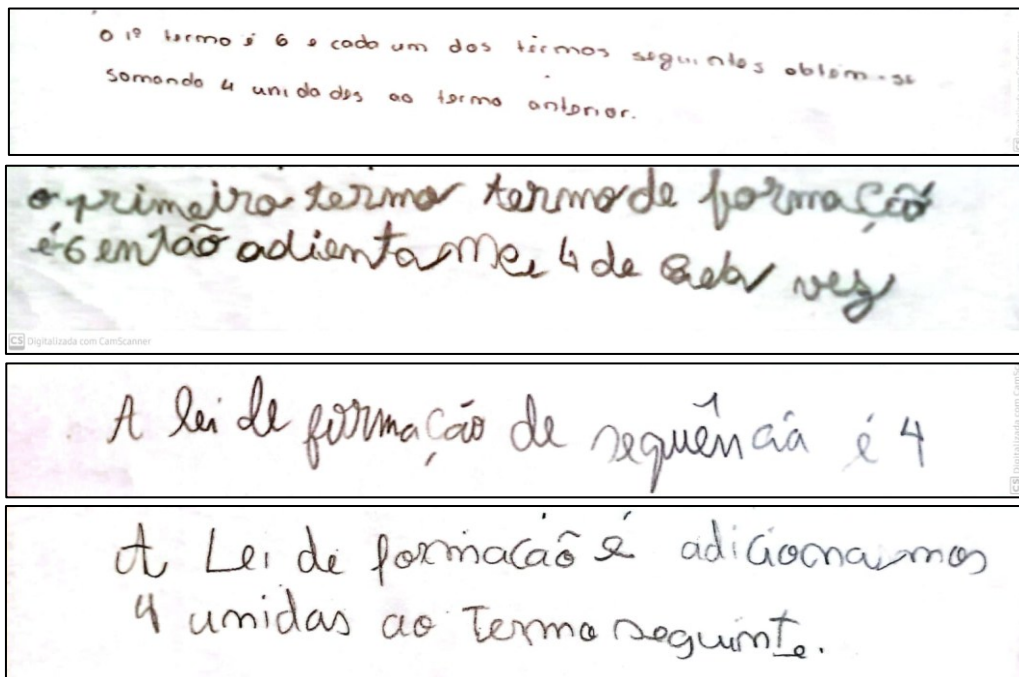 O 1º termo é 6 e cada um dos termos seguintes obtém-se
somando 4 unidades ao termo anterior.
o primeiro termo termo de formação
é 6 então adienta me 4 de cada vez
CS Digitalizada com CamScanner
A lei de formação de sequência é 4
A Lei de formação é adicionarmos
4 unidas ao Termo seguinte.